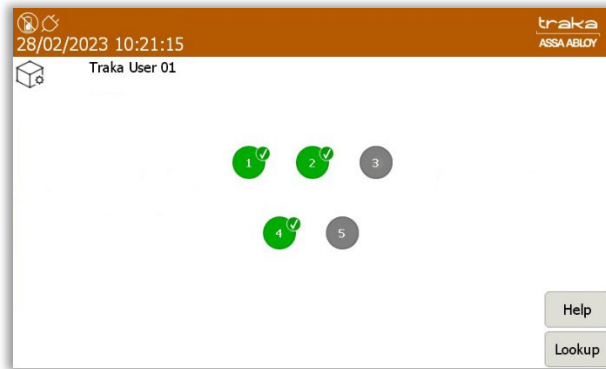 traka
28/02/2023 10:21:15
ASSA ABLOY
Traka User 01
1 2 3
4 5
Help
Lookup